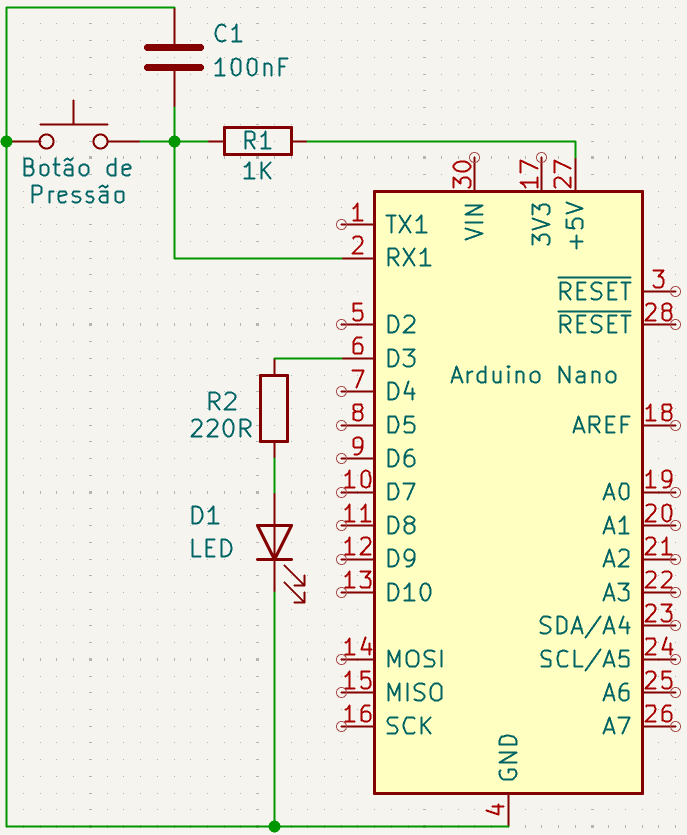 C1
100nF
R1
1K
Botão de
Pressão
30
17
27
VIN
3V3
+5V
1
TX1
2
RX1
3
RESET
28
RESET
5
D2
6
D3
Arduino Nano
7
D4
R2
220R
8
D5
18
AREF
9
D6
10
D7
19
A0
D1
LED
11
D8
20
A1
12
D9
21
A2
13
D10
22
A3
23
SDA/A4
14
MOSI
24
SCL/A5
15
MISO
25
A6
16
SCK
26
A7
GND
4